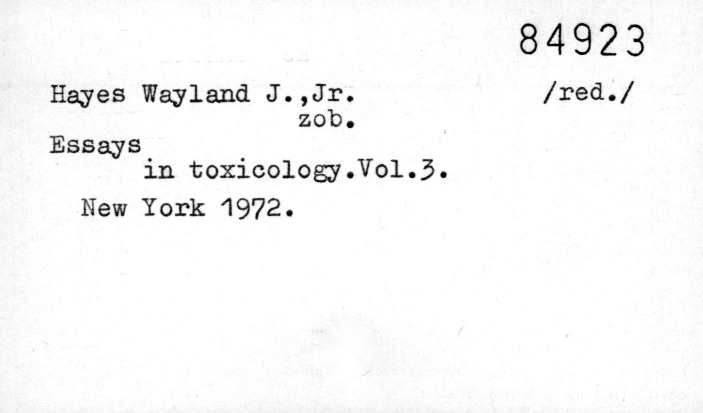 84923
Hayes Wayland J.,Jr. /red./
zob.
Essays
in toxicology.Vol.3.
New York 1972.